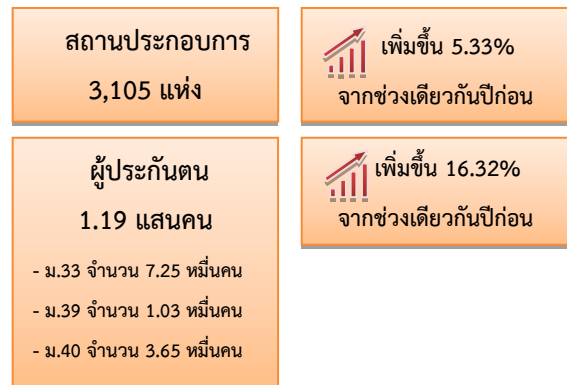 สถานประกอบการ
3,105 แห่ง
เพิ่มขึ้น 5.33%
จากช่วงเดียวกันปีก่อน
ผู้ประกันตน
1.19 แสนคน
- ม.33 จำนวน 7.25 หมื่นคน
- ม.39 จำนวน 1.03 หมื่นคน
- ม.40 จำนวน 3.65 หมื่นคน
เพิ่มขึ้น 16.32%
จากช่วงเดียวกันปีก่อน